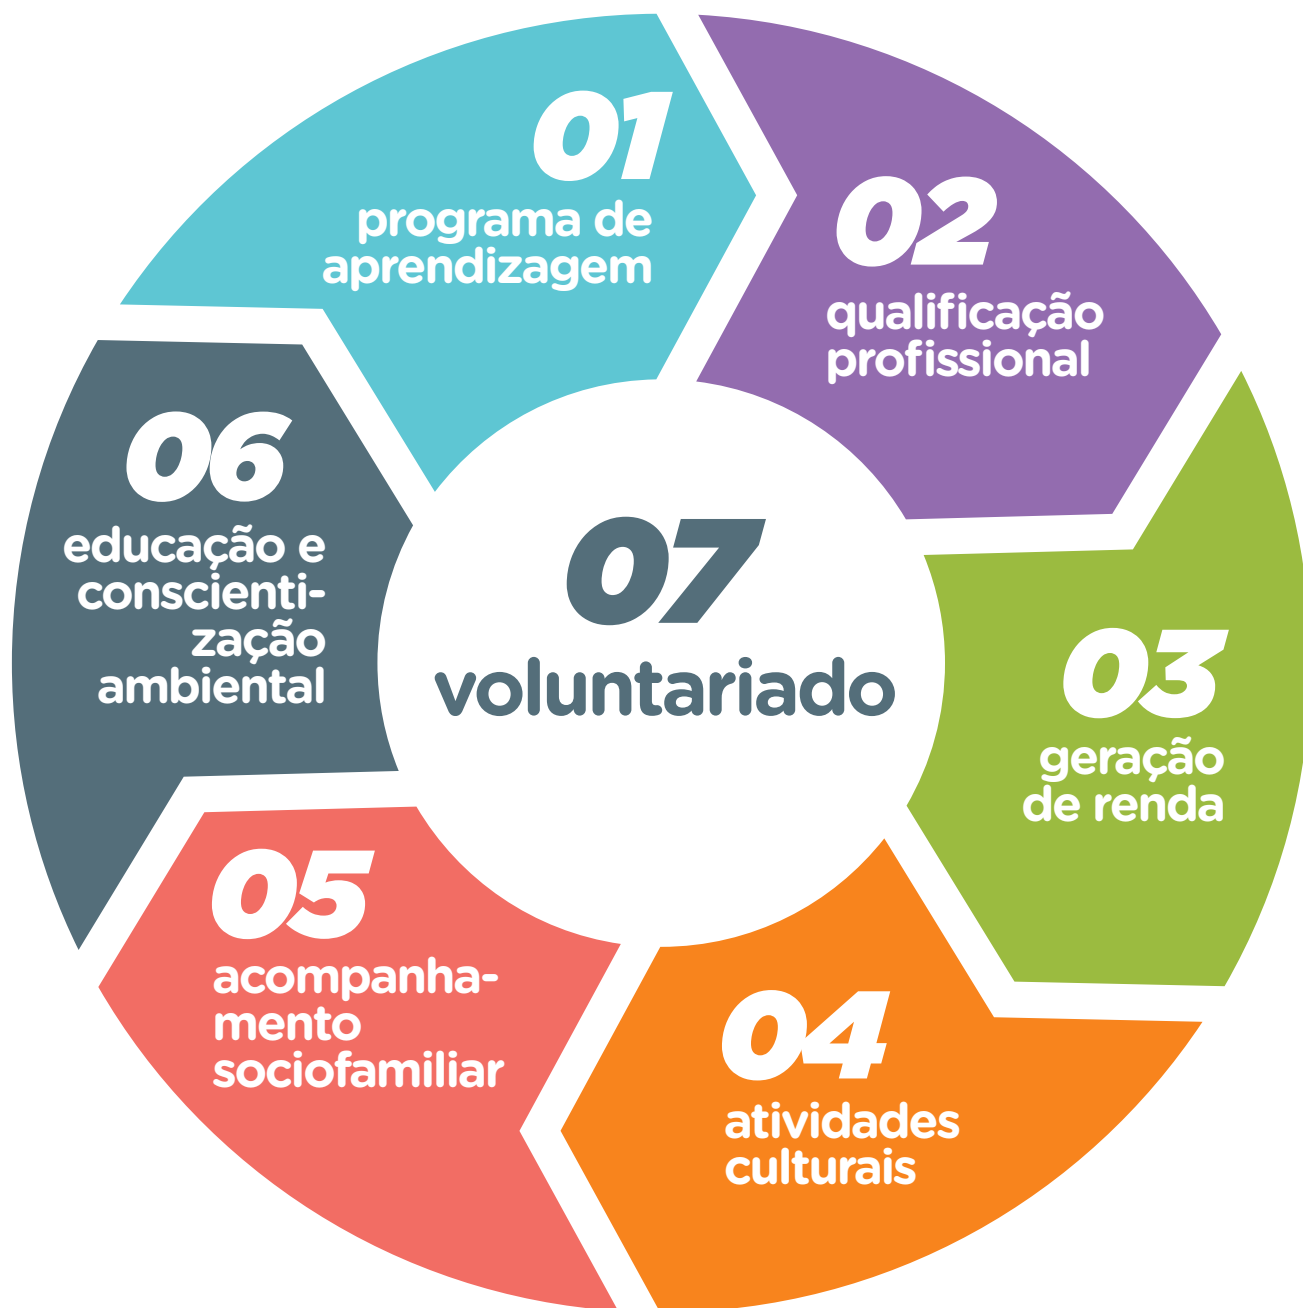 01
programa de
aprendizagem
02
qualificação
profissional
03
geração
de renda
04
atividades
culturais
05
acompanha-
mento
sociofamiliar
06
educação e
conscienti-
zação
ambiental
07
voluntariado